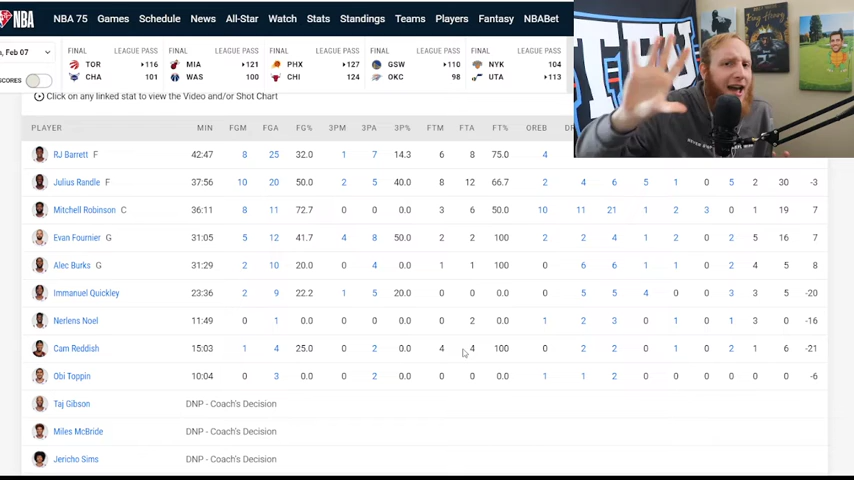 NBA
NBA 75 Games Schedule News All-Star Watch Stats Standings Teams Players Fantasy NBABet
, Feb 07
SCORES
FINAL LEAGUE PASS
TOR 116
CHA 101
FINAL LEAGUE PASS
MIA 121
WAS 100
FINAL LEAGUE PASS
PHX 127
CHI 124
FINAL LEAGUE PASS
GSW 110
OKC 98
FINAL LEAGUE PASS
NYK 104
UTA 113
Click on any linked stat to view the Video and/or Shot Chart
PLAYER MIN FGM FGA FG% 3PM 3PA 3P% FTM FTA FT% OREB
RJ Barrett F 42:47 8 25 32.0 1 7 14.3 6 8 75.0 4
Julius Randle F 37:56 10 20 50.0 2 5 40.0 8 12 66.7 2 4 6 5 1 0 5 2 30 -3
Mitchell Robinson C 36:11 8 11 72.7 0 0 0.0 3 6 50.0 10 11 21 1 2 3 0 1 19 7
Evan Fournier G 31:05 5 12 41.7 4 8 50.0 2 2 100 2 2 4 1 2 0 2 5 16 7
Alec Burks G 31:29 2 10 20.0 0 4 0.0 1 1 100 0 6 6 1 1 0 2 4 5 8
Immanuel Quickley 23:36 2 9 22.2 1 5 20.0 0 0 0.0 0 5 5 4 0 0 3 3 5 -20
Nerlens Noel 11:49 0 1 0.0 0 0 0.0 0 2 0.0 1 2 3 0 1 0 1 3 0 -16
Cam Reddish 15:03 1 4 25.0 0 2 0.0 4 4 100 0 2 2 0 1 0 2 1 6 -21
Obi Toppin 10:04 0 3 0.0 0 2 0.0 0 0 0.0 1 1 2 0 0 0 0 0 0 -6
Taj Gibson DNP - Coach's Decision
Miles McBride DNP - Coach's Decision
Jericho Sims DNP - Coach's Decision